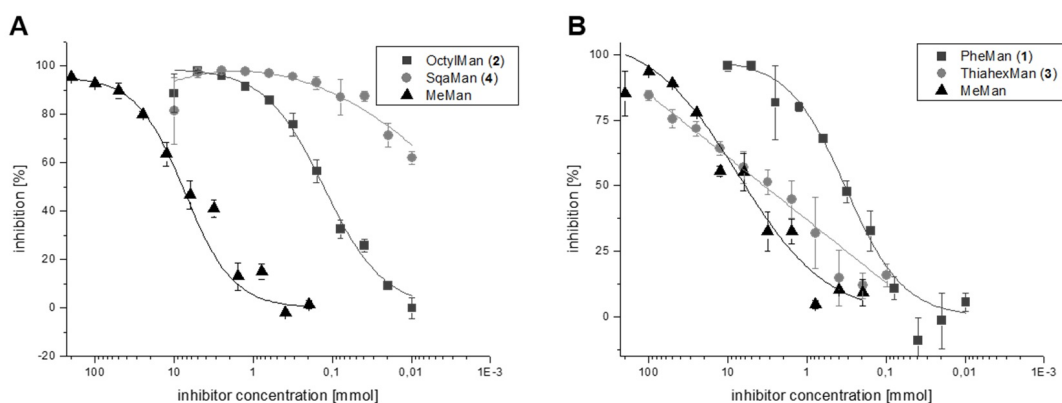 A
OctylMan (2)
SqaMan (4)
MeMan
inhibition [%]
100
80
60
40
20
0
-20
100
10
1
0,1
0,01
1E-3
inhibitor concentration [mmol]
B
PheMan (1)
ThiahexMan (3)
MeMan
inhibition [%]
100
75
50
25
0
100
10
1
0,1
0,01
1E-3
inhibitor concentration [mmol]